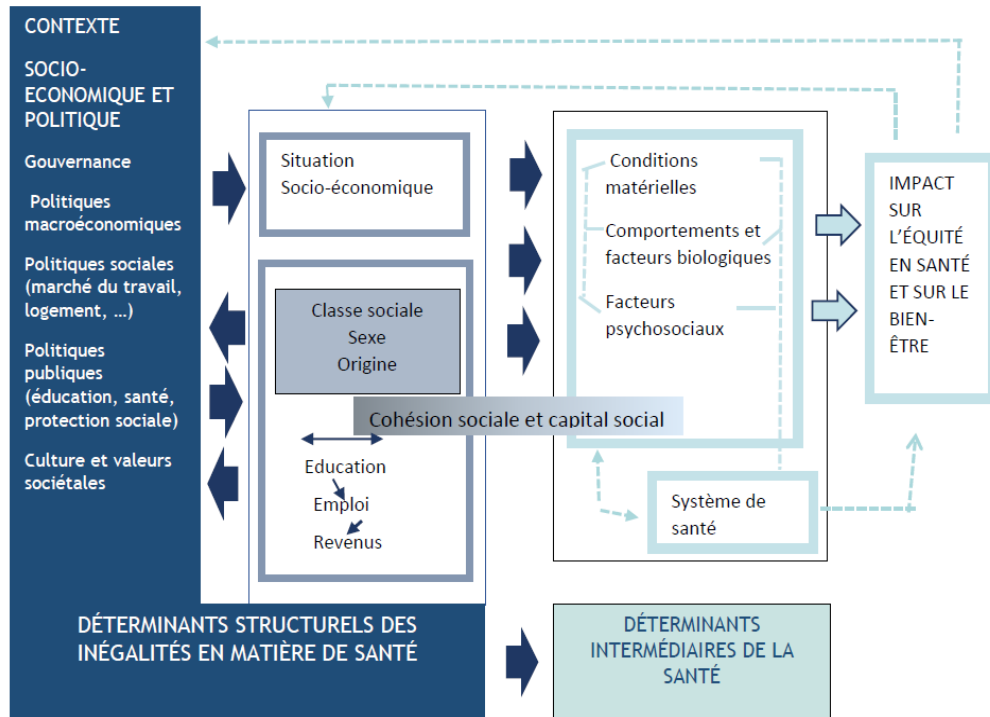 CONTEXTE
SOCIO-
ECONOMIQUE ET
POLITIQUE
Gouvernance
Politiques
macroéconomiques
Politiques sociales
(marché du travail,
logement, …)
Politiques
publiques
(éducation, santé,
protection sociale)
Culture et valeurs
sociétales
Situation
Socio-économique
Classe sociale
Sexe
Origine
Cohésion sociale et capital social
Education
Emploi
Revenus
Conditions
matérielles
Comportements et
facteurs biologiques
Facteurs
psychosociaux
Système de
santé
IMPACT
SUR
L'ÉQUITÉ
EN SANTÉ
ET SUR LE
BIEN-
ÊTRE
DÉTERMINANTS STRUCTURELS DES
INÉGALITÉS EN MATIÈRE DE SANTÉ
DÉTERMINANTS
INTERMÉDIAIRES DE LA
SANTÉ